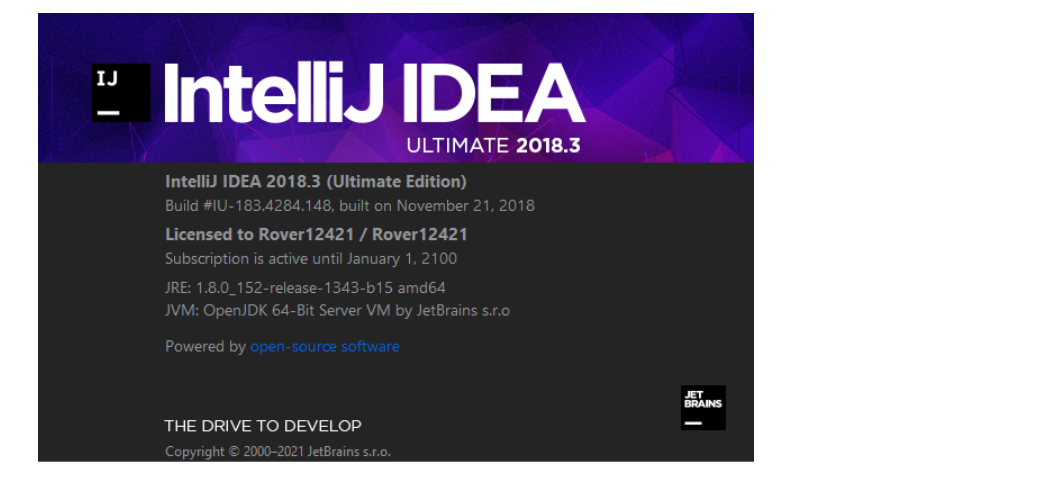 IJ
IntelliJ IDEA
ULTIMATE 2018.3
IntelliJ IDEA 2018.3 (Ultimate Edition)
Build #IU-183.4284.148, built on November 21, 2018
Licensed to Rover12421 / Rover12421
Subscription is active until January 1, 2100
JRE: 1.8.0_152-release-1343-b15 amd64
JVM: OpenJDK 64-Bit Server VM by JetBrains s.r.o
Powered by open-source software
JET
BRAINS
THE DRIVE TO DEVELOP
Copyright © 2000–2021 JetBrains s.r.o.